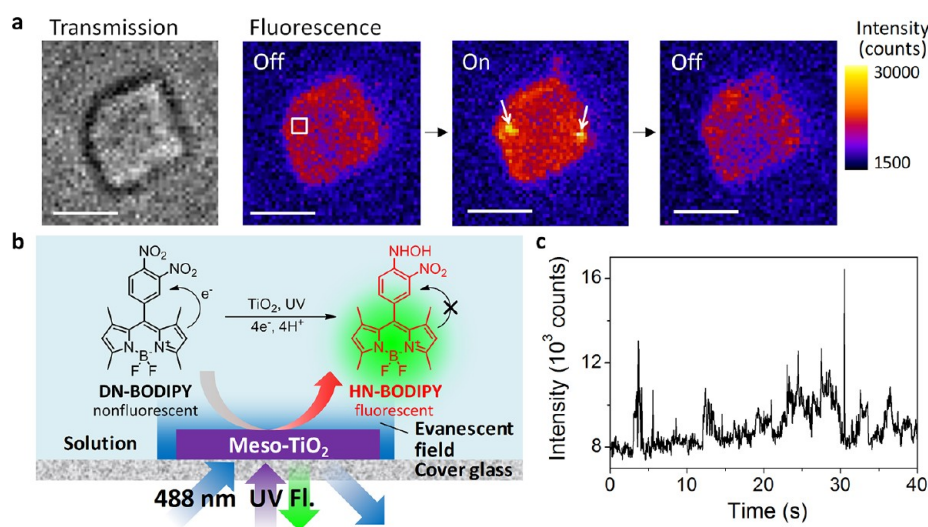 a
Transmission
Fluorescence
Intensity
(counts)
Off
On
Off
30000
1500
b
NO₂
NO₂
e⁻
N
N⁺
B⁻
F F
DN-BODIPY
nonfluorescent
TiO₂, UV
4e⁻, 4H⁺
NHOH
NO₂
N
N⁺
B⁻
F F
HN-BODIPY
fluorescent
Evanescent
field
Solution
Meso-TiO₂
Cover glass
488 nm UV Fl.
c
Intensity (10³ counts)
16
12
8
0 10 20 30 40
Time (s)